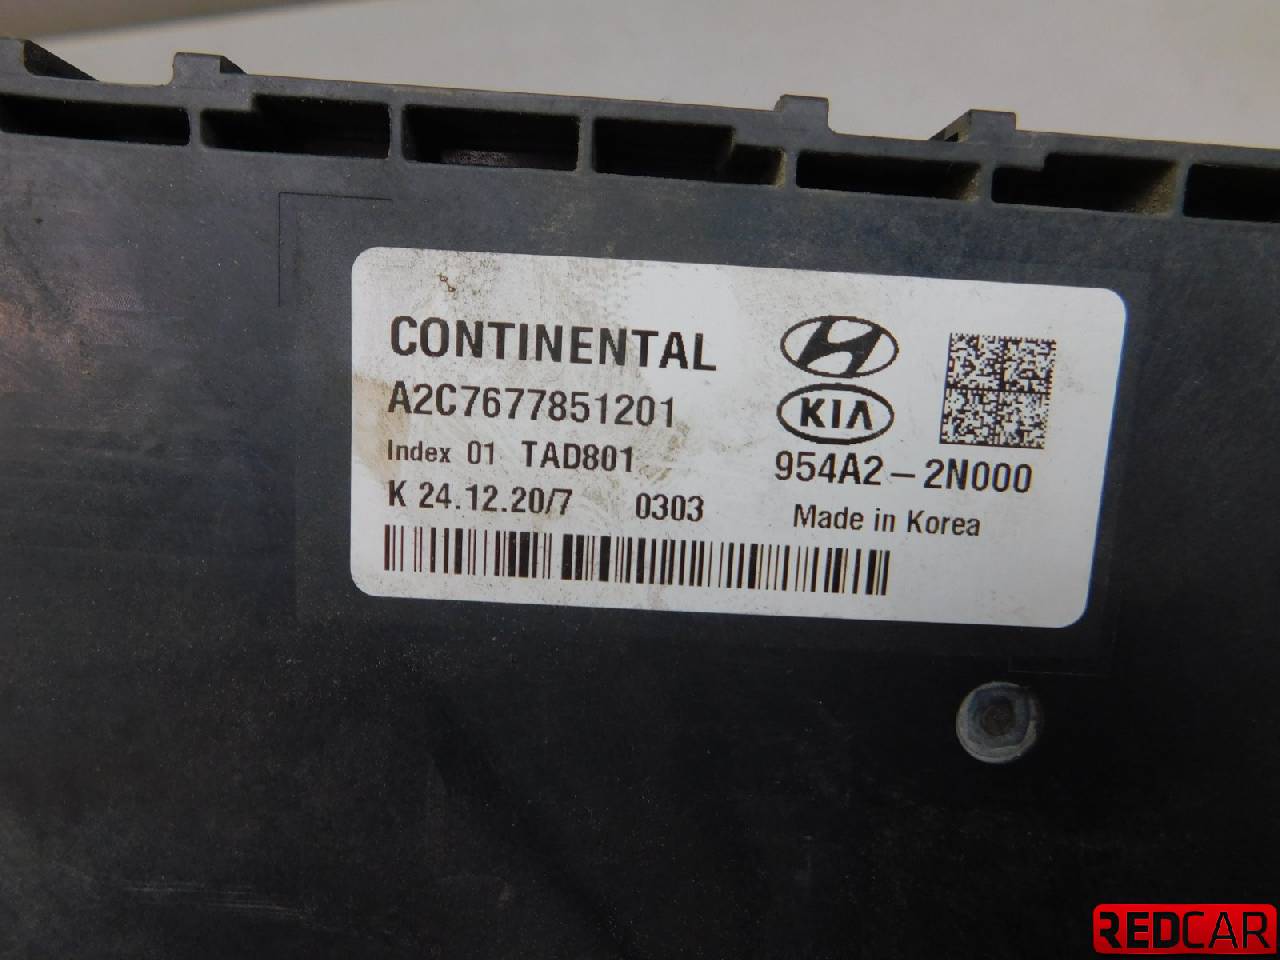 CONTINENTAL
A2C7677851201
Index 01 TAD801
K 24.12.20/7 0303
KIA
954A2-2N000
Made in Korea
REDCAR